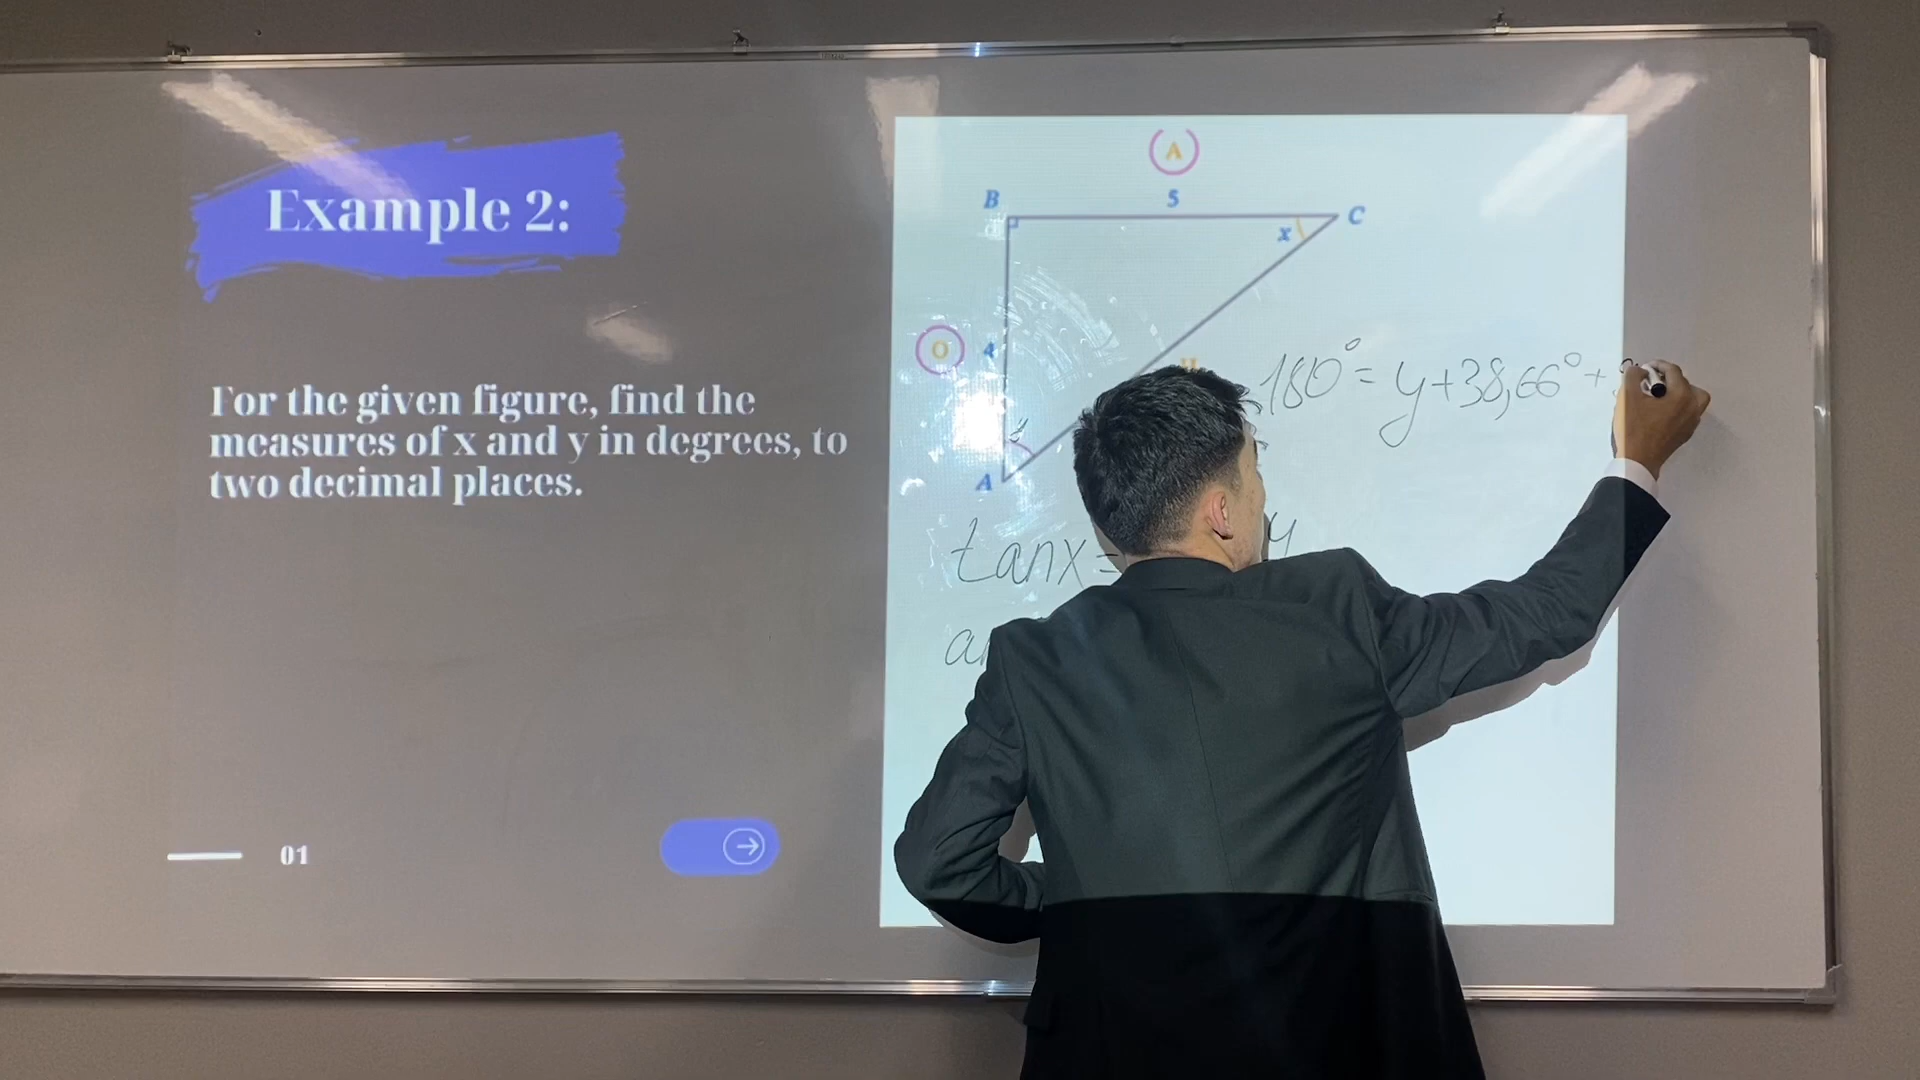 Example 2:
For the given figure, find the
measures of x and y in degrees, to
two decimal places.
01
A
5
B
C
x
O
4
H
y
A
180° = y + 38,66° +
tanx =
4